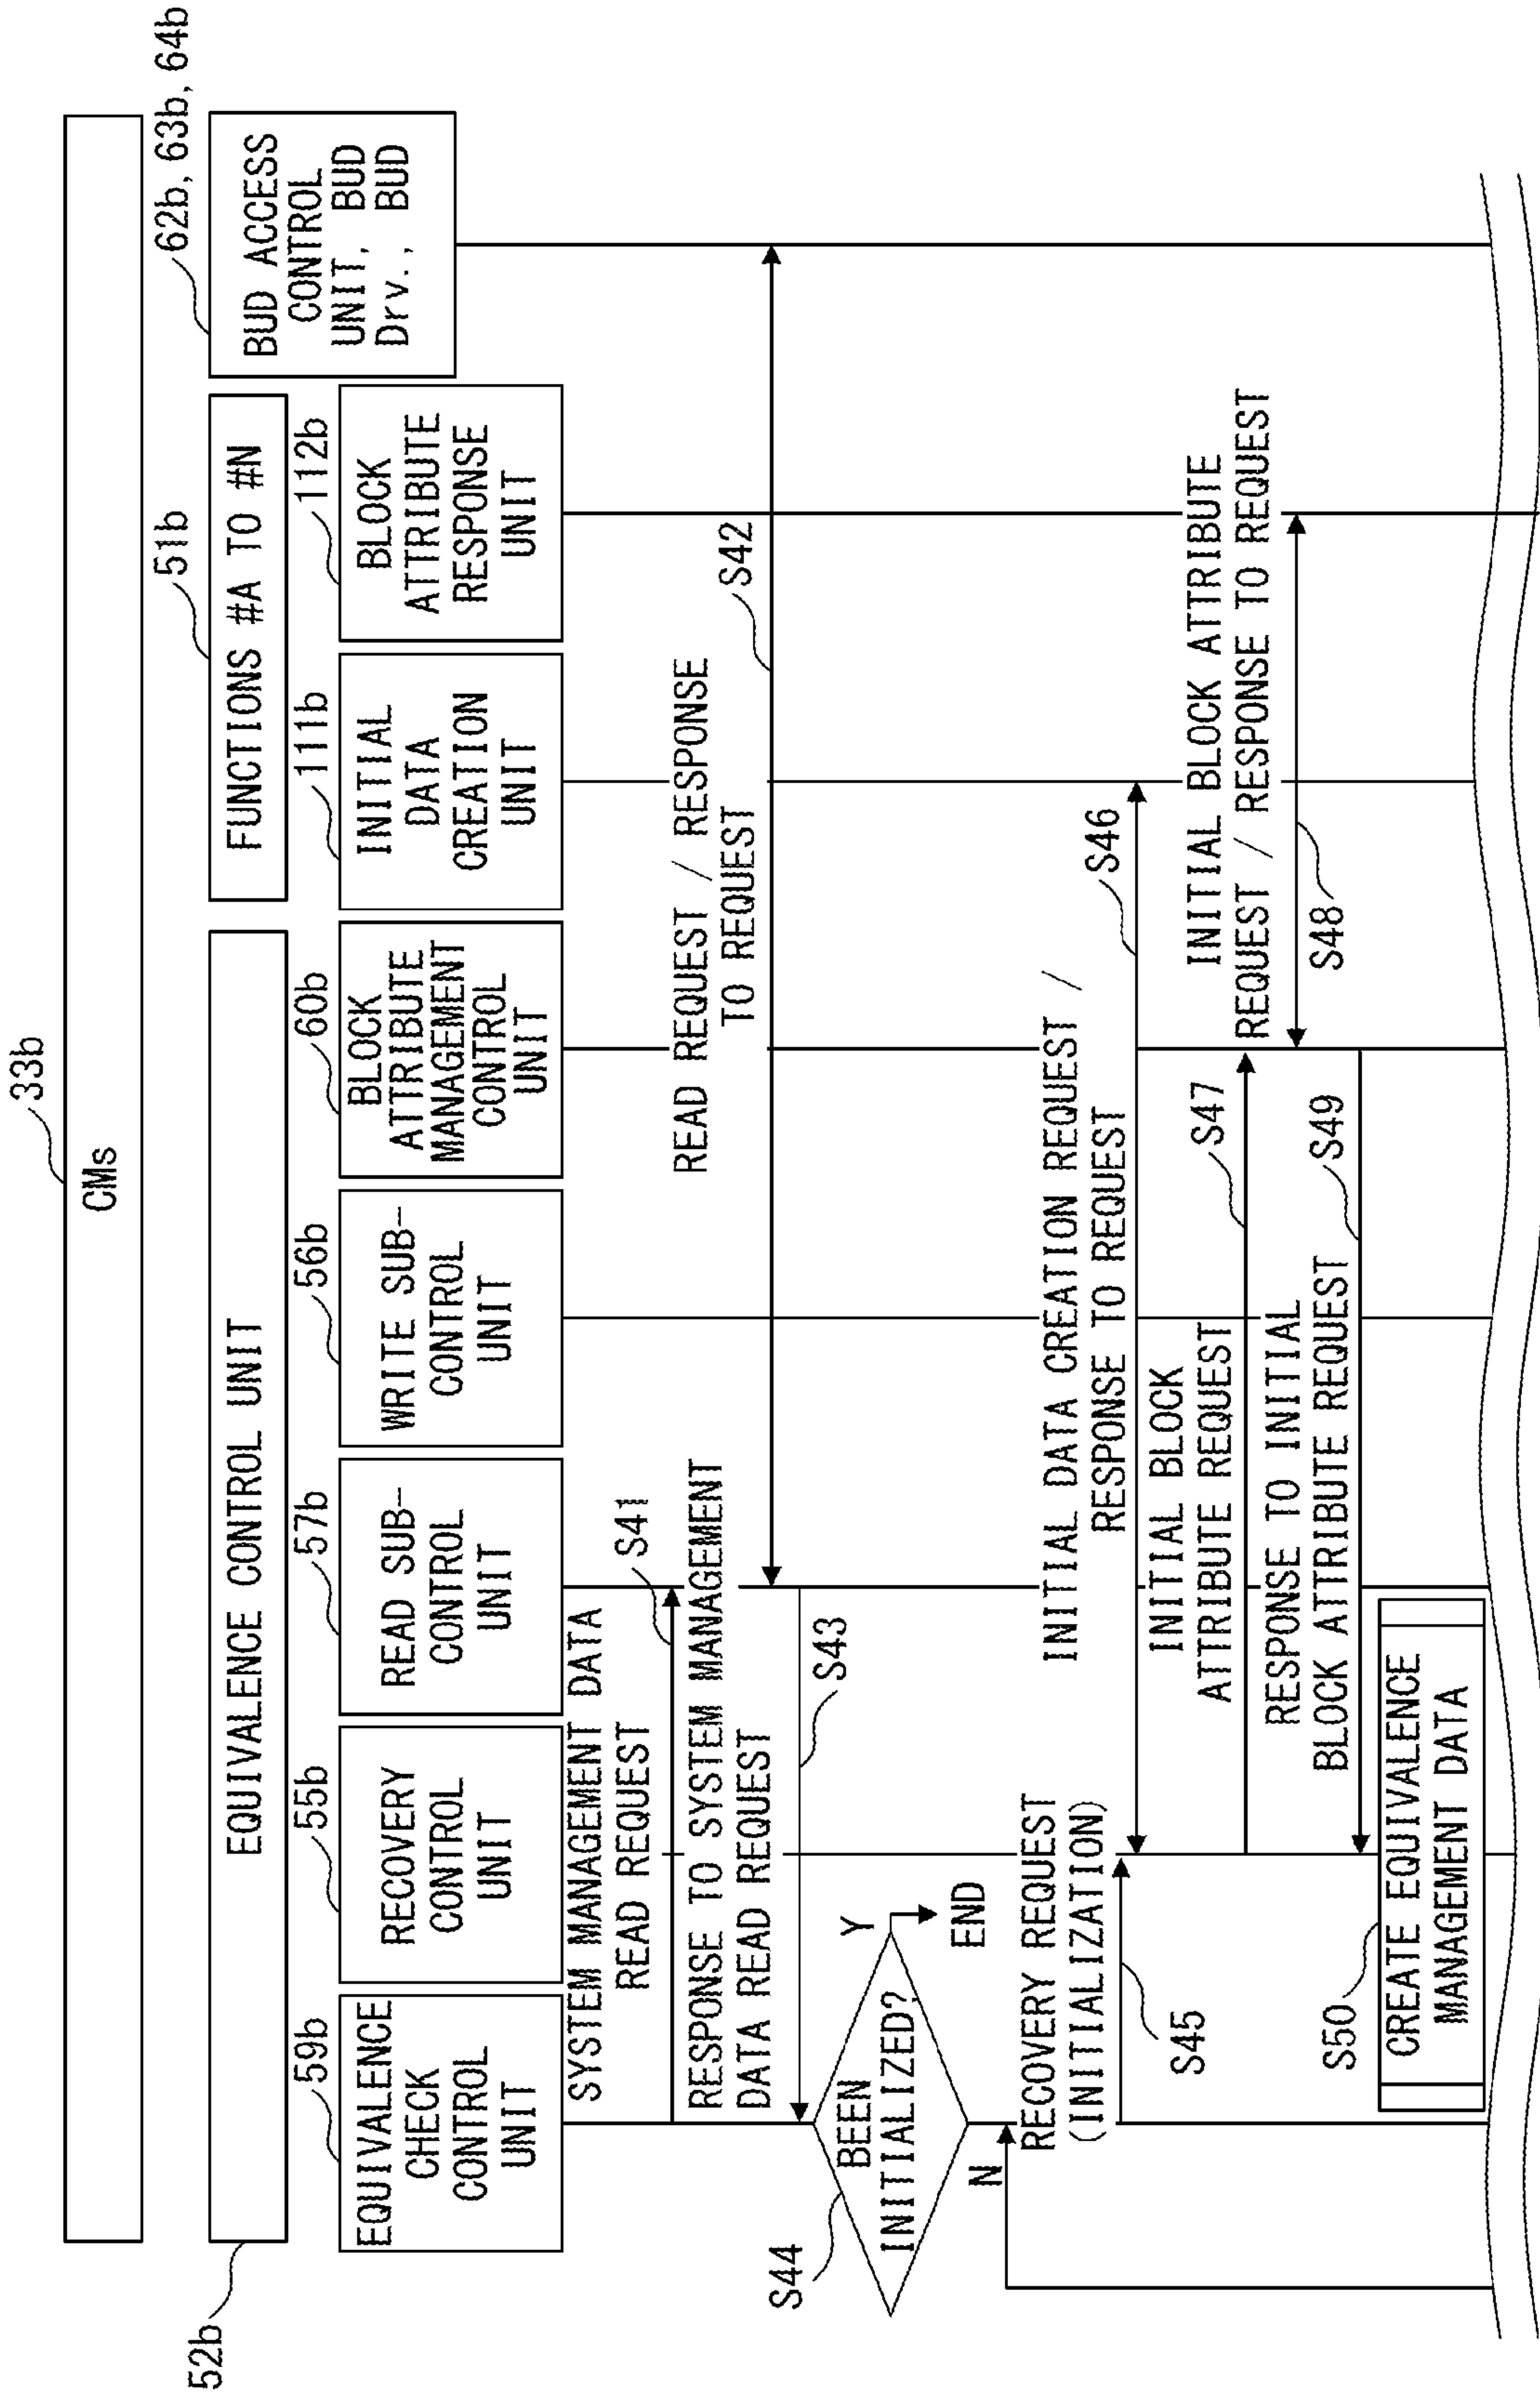 33b
CMs
52b
EQUIVALENCE CONTROL UNIT
51b
FUNCTIONS #A TO #N
62b, 63b, 64b
BUD ACCESS
CONTROL
UNIT, BUD
Drv., BUD
59b
EQUIVALENCE
CHECK
CONTROL
UNIT
55b
RECOVERY
CONTROL
UNIT
57b
READ SUB-
CONTROL
UNIT
56b
WRITE SUB-
CONTROL
UNIT
60b
BLOCK
ATTRIBUTE
MANAGEMENT
CONTROL
UNIT
111b
INITIAL
DATA
CREATION
UNIT
112b
BLOCK
ATTRIBUTE
RESPONSE
UNIT
SYSTEM MANAGEMENT DATA
READ REQUEST
S41
READ REQUEST / RESPONSE
TO REQUEST
S42
RESPONSE TO SYSTEM MANAGEMENT
DATA READ REQUEST
S43
S44
BEEN
INITIALIZED?
Y
END
N
RECOVERY REQUEST
(INITIALIZATION)
S45
INITIAL DATA CREATION REQUEST /
RESPONSE TO REQUEST
S46
INITIAL BLOCK
ATTRIBUTE REQUEST
S47
INITIAL BLOCK ATTRIBUTE
REQUEST / RESPONSE TO REQUEST
S48
RESPONSE TO INITIAL
BLOCK ATTRIBUTE REQUEST
S49
S50
CREATE EQUIVALENCE
MANAGEMENT DATA